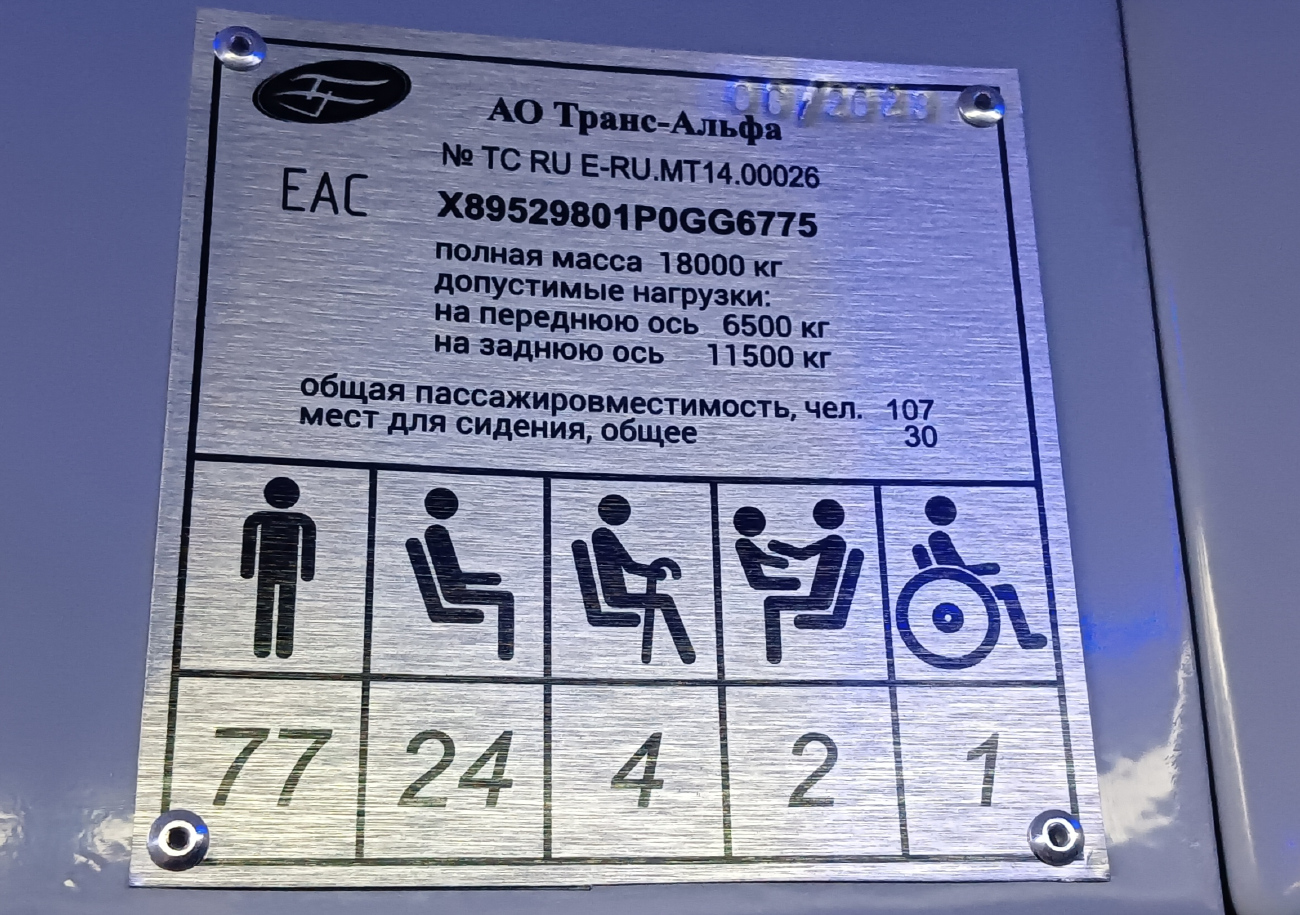 АО Транс-Альфа
№ ТС RU E-RU.MT14.00026
EAC
X89529801P0GG6775
полная масса 18000 кг
допустимые нагрузки:
на переднюю ось 6500 кг
на заднюю ось 11500 кг
общая пассажировместимость, чел. 107
мест для сидения, общее 30
77 24 4 2 1